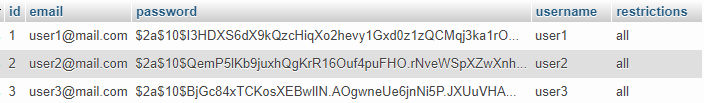 id email password username restrictions
1 user1@mail.com $2a$10$I3HDXS6dX9kQzcHiqXo2hevy1Gxd0z1zQCMqj3ka1rO... user1 all
2 user2@mail.com $2a$10$QemP5lKb9juxhQgKrR16Ouf4puFHO.rNveWSpXZwXnh... user2 all
3 user3@mail.com $2a$10$BjGc84xTCKosXEBwIIN.AOgwneUe6jnNi5P.JXUuVHA... user3 all